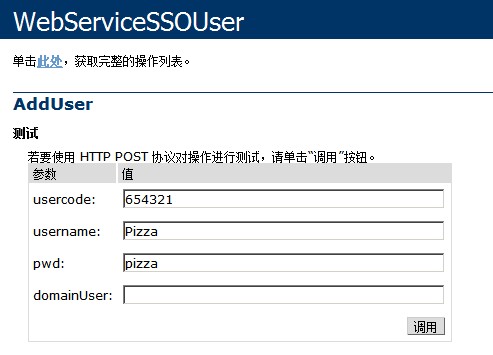 WebServiceSSOUser
单击此处，获取完整的操作列表。
AddUser
测试
若要使用 HTTP POST 协议对操作进行测试，请单击“调用”按钮。
参数 值
usercode: 654321
username: Pizza
pwd: pizza
domainUser:
调用